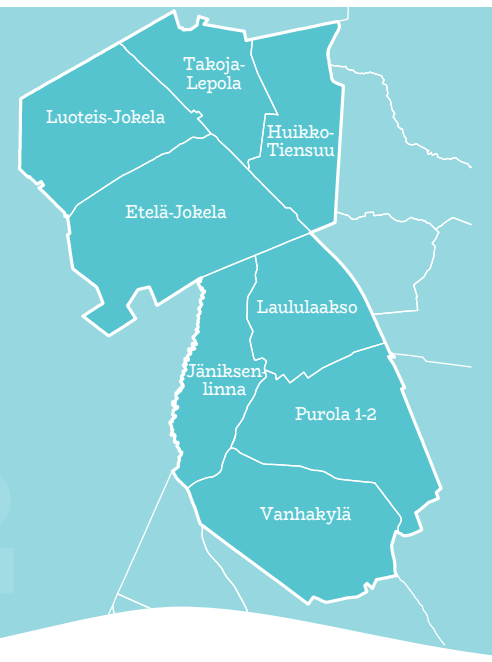 Takoja-
Lepola
Luoteis-Jokela
Huikko-
Tiensuu
Etelä-Jokela
Laululaakso
Jäniksen-
linna
Purola 1-2
Vanhakylä